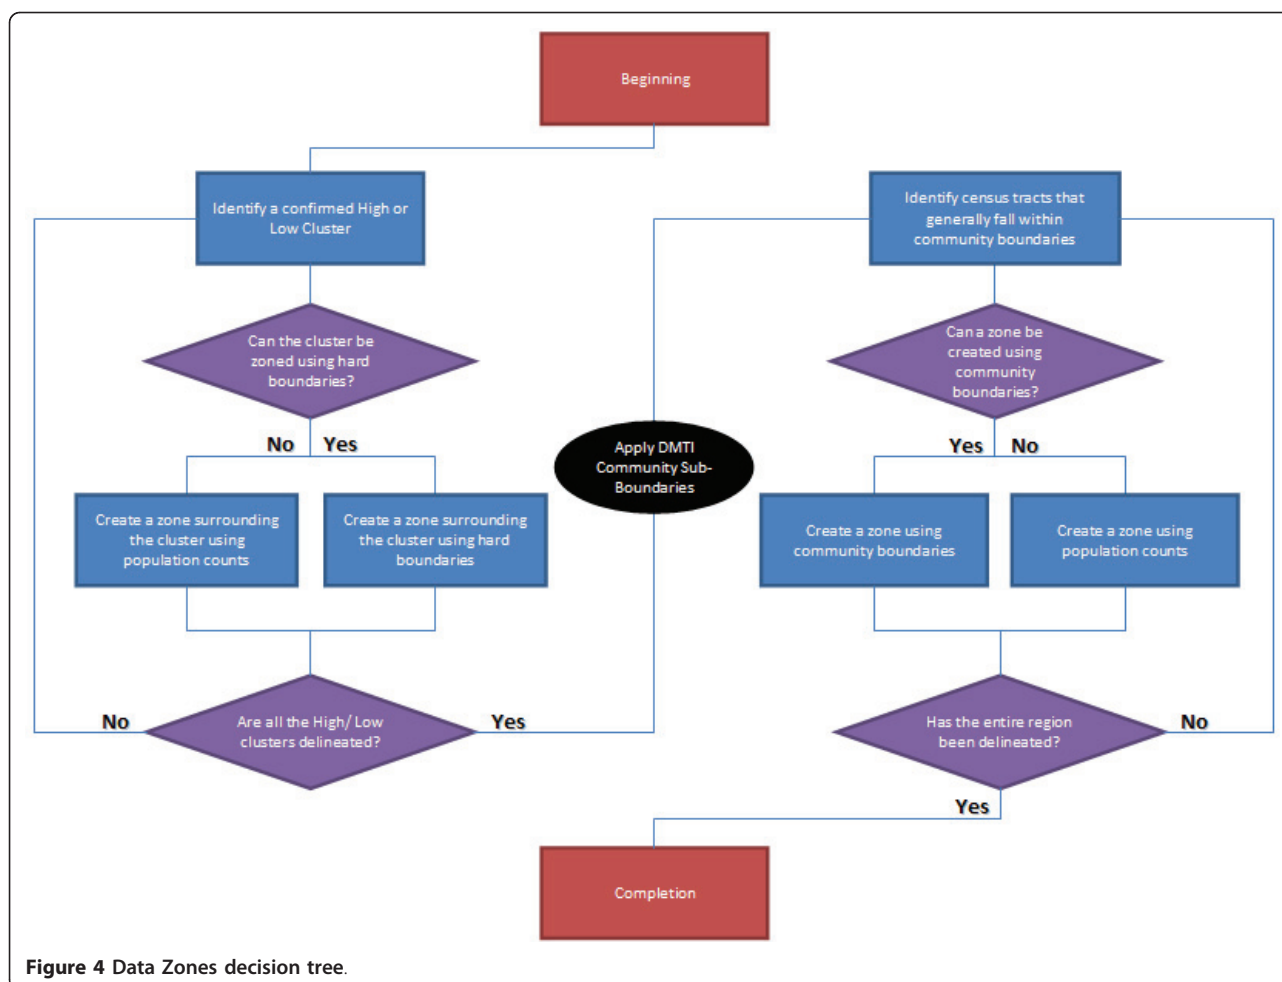 Beginning
Identify a confirmed High or
Low Cluster
Can the cluster be
zoned using hard
boundaries?
No
Yes
Create a zone surrounding
the cluster using
population counts
Create a zone surrounding
the cluster using hard
boundaries
No
Are all the High/ Low
clusters delineated?
Yes
Apply DMTI
Community Sub-
Boundaries
Identify census tracts that
generally fall within
community boundaries
Can a zone be
created using
community
boundaries?
Yes
No
Create a zone using
community boundaries
Create a zone using
population counts
Has the entire region
been delineated?
No
Yes
Completion
Figure 4 Data Zones decision tree.